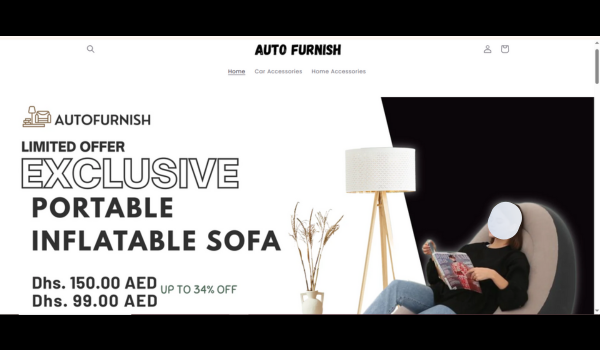 AUTO FURNISH
Home Car Accessories Home Accessories
AUTOFURNISH
LIMITED OFFER
EXCLUSIVE
PORTABLE
INFLATABLE SOFA
Dhs. 150.00 AED
UP TO 34% OFF
Dhs. 99.00 AED